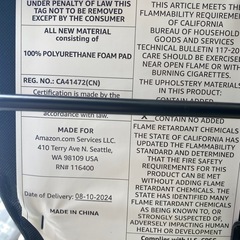 UNDER PENALTY OF LAW THIS
TAG NOT TO BE REMOVED
EXCEPT BY THE CONSUMER
ALL NEW MATERIAL
consisting of
100% POLYURETHANE FOAM PAD
REG. NO.: CA41472(CN)
Certification is made by the
accordance with law.
MADE FOR
Amazon.com Services LLC.
410 Terry Ave N. Seattle,
WA 98109 USA
RN# 116400
Date of Delivery: 08-10-2024
MADE IN CHINA
THIS ARTICLE MEETS THE
FLAMMABILITY REQUIREMENTS
OF CALIFORNIA
BUREAU OF HOUSEHOLD
GOODS AND SERVICES
TECHNICAL BULLETIN 117-20
CARE SHOULD BE EXERCISED
NEAR OPEN FLAME OR WITH
BURNING CIGARETTES.
THE UPHOLSTERY MATERIALS
IN THIS PRODUCT:
CONTAIN ADDED
X CONTAIN NO ADDED
FLAME RETARDANT CHEMICALS
THE STATE OF CALIFORNIA HAS
UPDATED THE FLAMMABILITY
STANDARD AND DETERMINED
THAT THE FIRE SAFETY
REQUIREMENTS FOR THIS
PRODUCT CAN BE MET
WITHOUT ADDING FLAME
RETARDANT CHEMICALS. THE
STATE HAS IDENTIFIED MANY
FLAME RETARDANT CHEMICALS
AS BEING KNOWN TO, OR
STRONGLY SUSPECTED OF,
ADVERSELY IMPACTING HUMAN
HEALTH OR DEVELOPMENT
Complies with U.S. CPSC